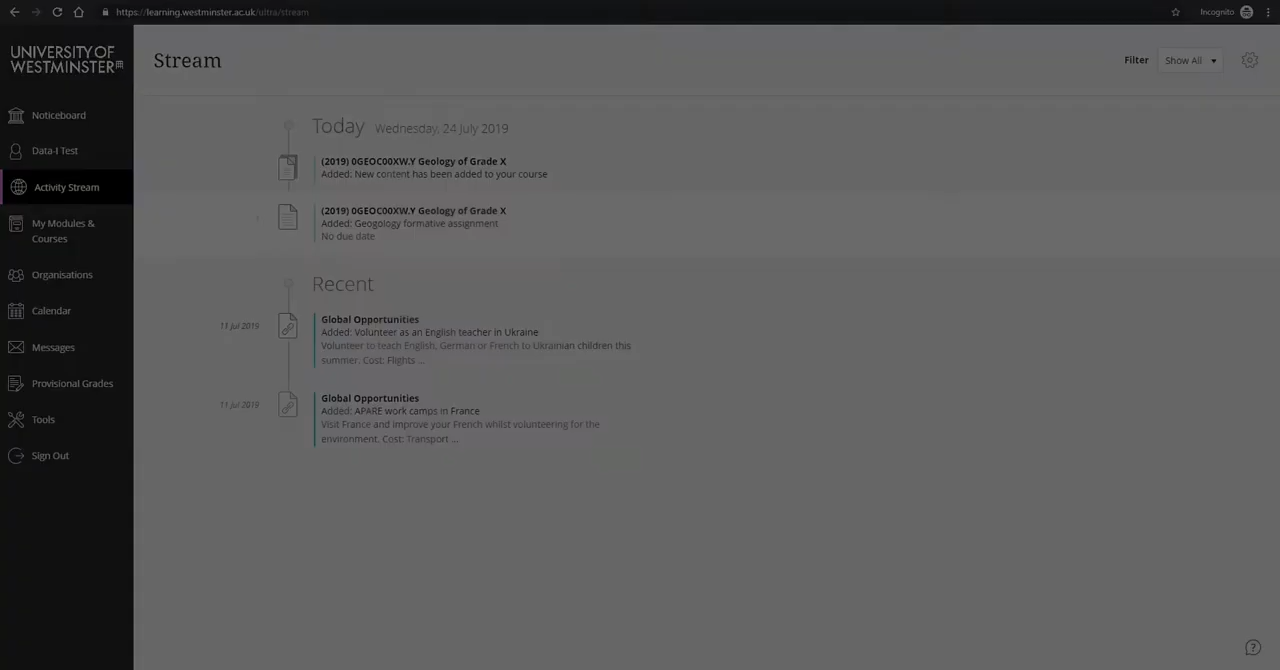 https://learning.westminster.ac.uk/ultra/stream
Incognito
UNIVERSITY OF
WESTMINSTER
Noticeboard
Data-I Test
Activity Stream
My Modules &
Courses
Organisations
Calendar
Messages
Provisional Grades
Tools
Sign Out
Stream
Filter
Show All
Today Wednesday, 24 July 2019
(2019) 0GEOC00XW.Y Geology of Grade X
Added: New content has been added to your course
(2019) 0GEOC00XW.Y Geology of Grade X
Added: Geogology formative assignment
No due date
Recent
11 Jul 2019
Global Opportunities
Added: Volunteer as an English teacher in Ukraine
Volunteer to teach English, German or French to Ukrainian children this
summer. Cost: Flights ...
11 Jul 2019
Global Opportunities
Added: APARE work camps in France
Visit France and improve your French whilst volunteering for the
environment. Cost: Transport ...